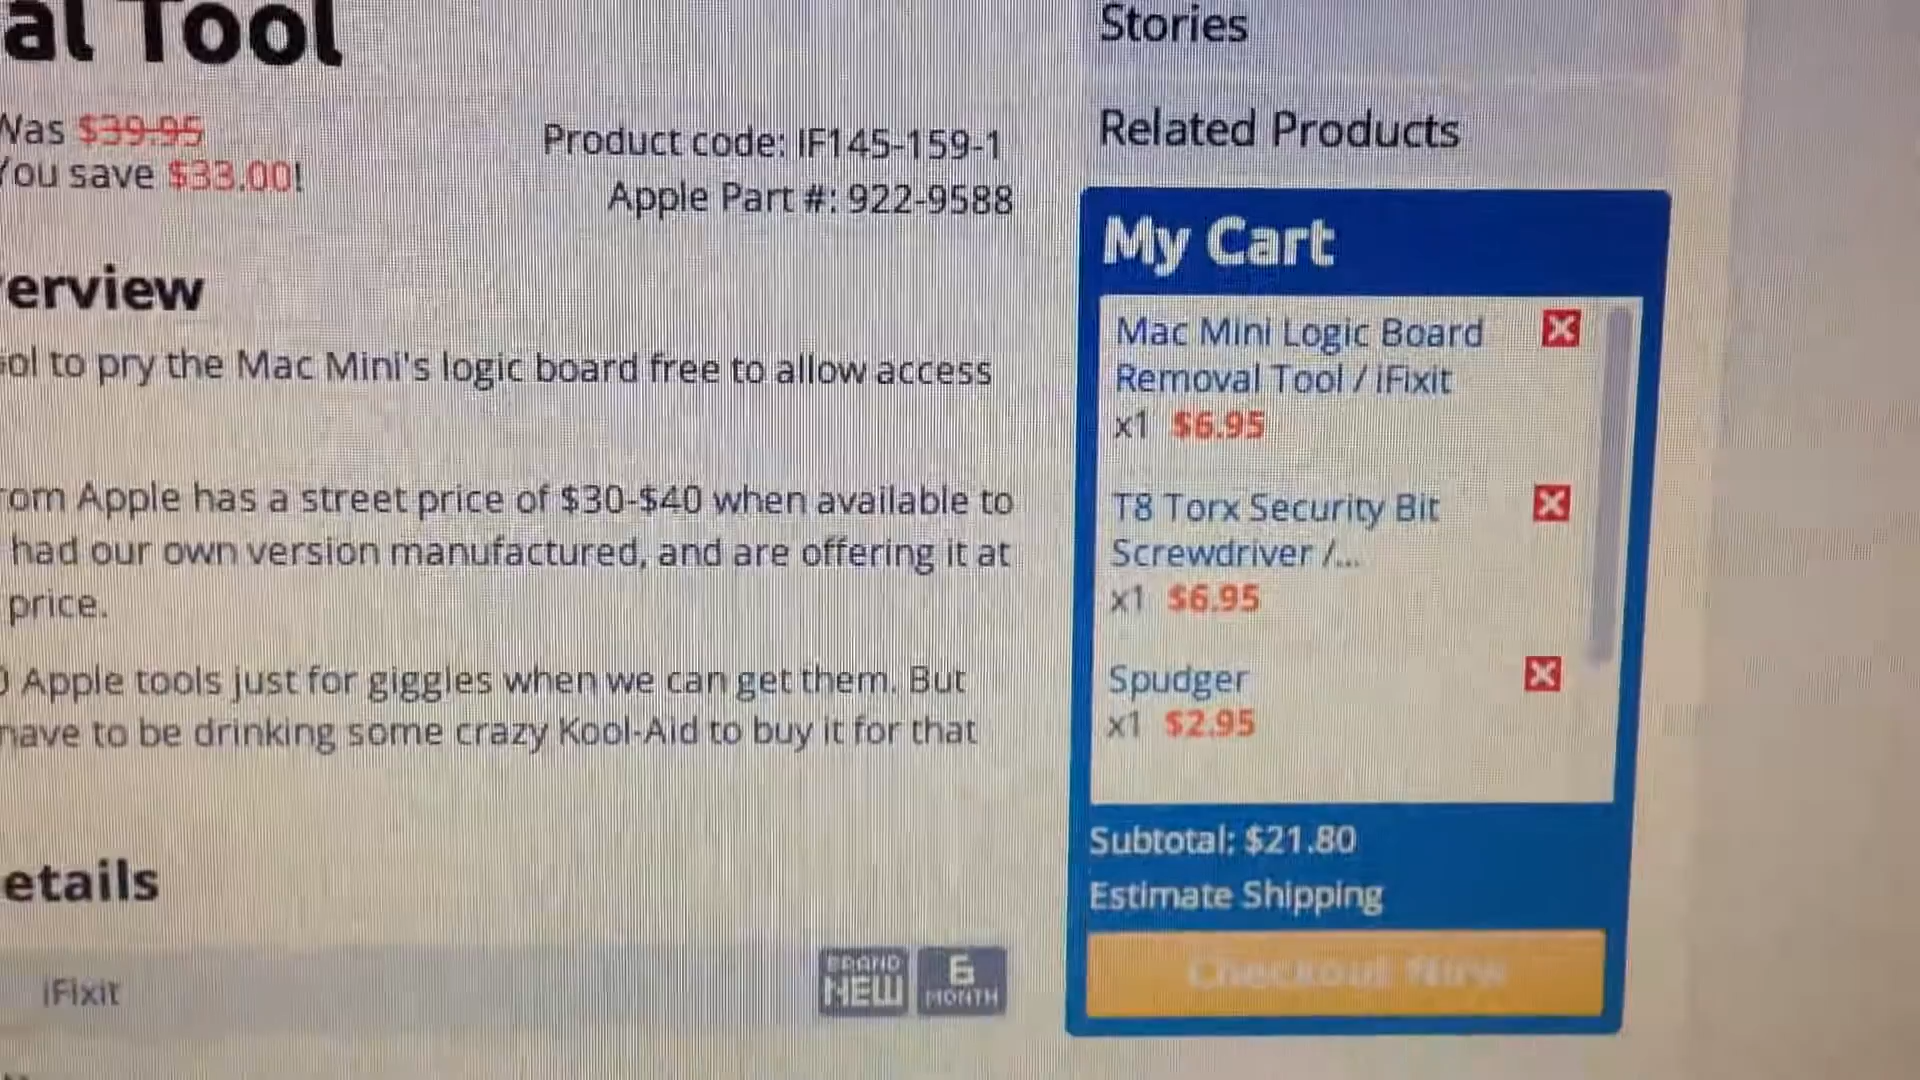 al Tool
Was $39.95
You save $33.00!
Product code: IF145-159-1
Apple Part #: 922-9588
erview
ol to pry the Mac Mini's logic board free to allow access
om Apple has a street price of $30-$40 when available to
had our own version manufactured, and are offering it at
price.
Apple tools just for giggles when we can get them. But
have to be drinking some crazy Kool-Aid to buy it for that
etails
iFixit
BRAND
NEW
6
MONTH
Stories
Related Products
My Cart
Mac Mini Logic Board
Removal Tool / iFixit
x1 $6.95
T8 Torx Security Bit
Screwdriver /...
x1 $6.95
Spudger
x1 $2.95
Subtotal: $21.80
Estimate Shipping
Checkout Now